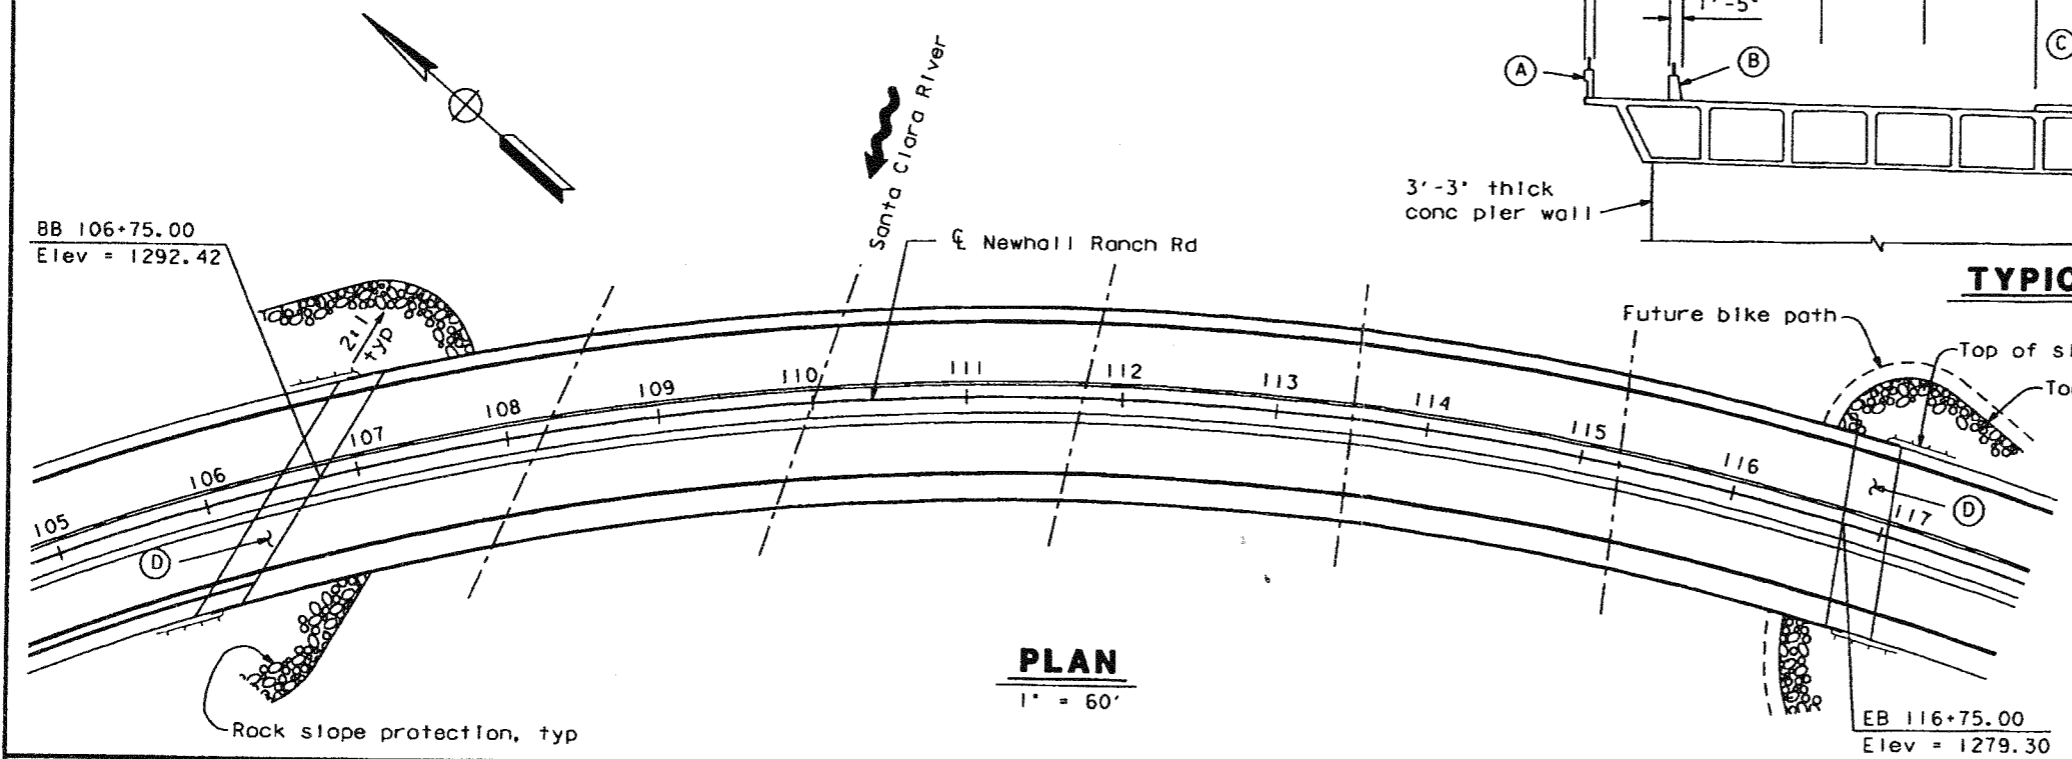 1'-5"
C
A
B
Santa Clara River
3'-3" thick
conc pier wall
BB 106+75.00
Elev = 1292.42
℄ Newhall Ranch Rd
TYPIC
Future bike path
2:1
typ
Top of sl
To
105
106
107
108
109
110
111
112
113
114
115
116
117
D
D
PLAN
1" = 60'
Rock slope protection, typ
EB 116+75.00
Elev = 1279.30